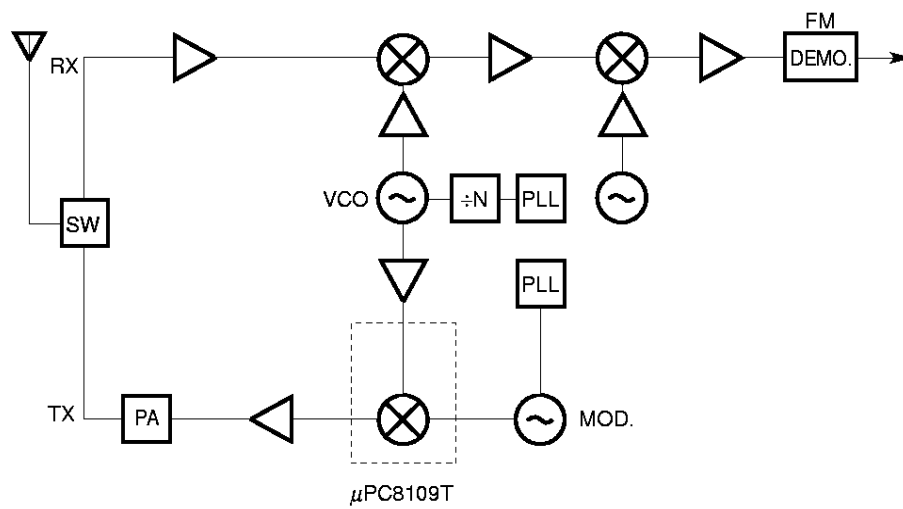 FM
RX
DEMO.
VCO
÷N
PLL
SW
PLL
TX
PA
MOD.
μPC8109T